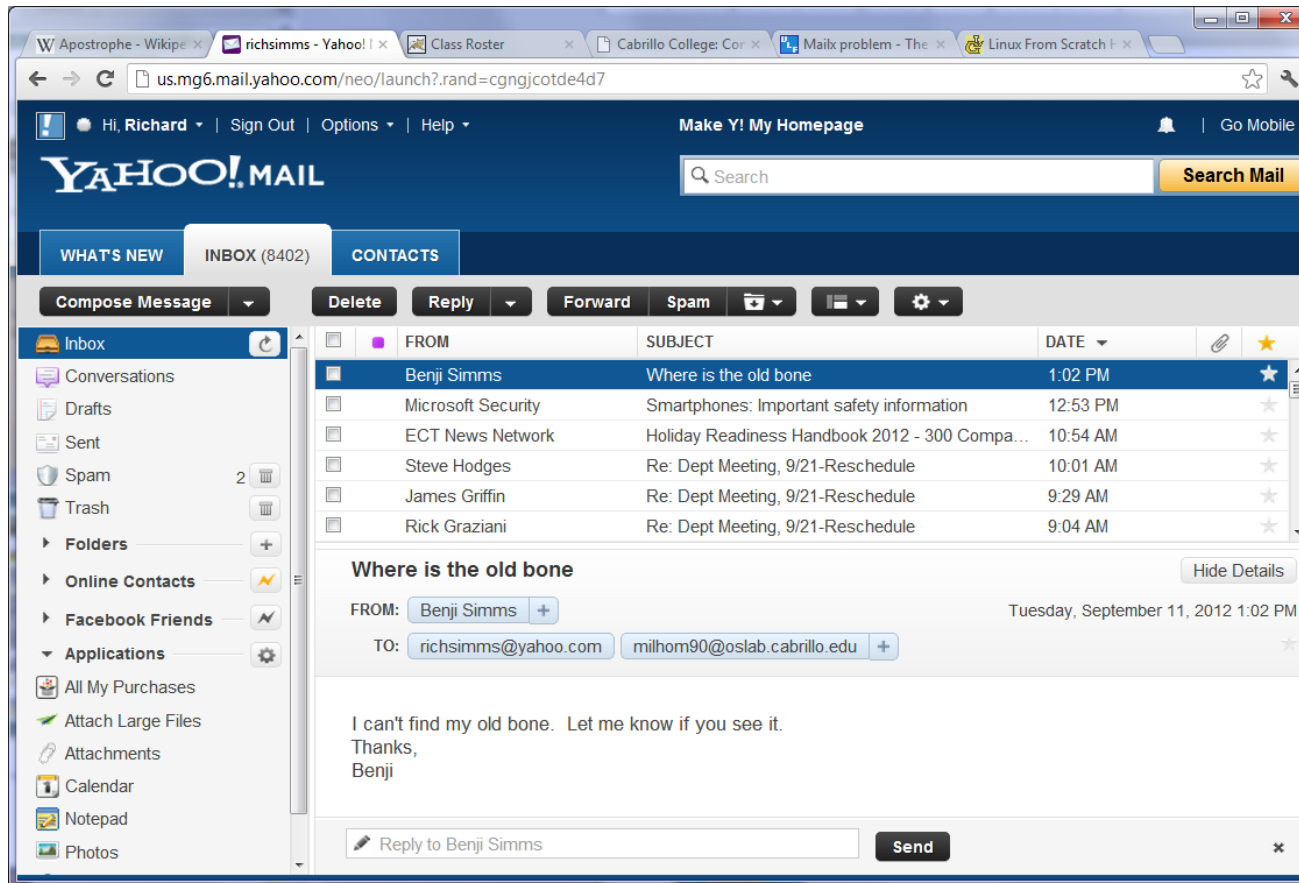 W Apostrophe - Wikipe
richsimms - Yahoo!
Class Roster
Cabrillo College: Cor
Mailx problem - The
Linux From Scratch
us.mg6.mail.yahoo.com/neo/launch?.rand=cgngjcotde4d7
Hi, Richard | Sign Out | Options | Help
Make Y! My Homepage
| Go Mobile
YAHOO! MAIL
Search
Search Mail
WHAT'S NEW
INBOX (8402)
CONTACTS
Compose Message
Delete
Reply
Forward
Spam
Inbox
Conversations
Drafts
Sent
Spam 2
Trash
Folders
Online Contacts
Facebook Friends
Applications
All My Purchases
Attach Large Files
Attachments
Calendar
Notepad
Photos
FROM SUBJECT DATE
Benji Simms Where is the old bone 1:02 PM
Microsoft Security Smartphones: Important safety information 12:53 PM
ECT News Network Holiday Readiness Handbook 2012 - 300 Compa... 10:54 AM
Steve Hodges Re: Dept Meeting, 9/21-Reschedule 10:01 AM
James Griffin Re: Dept Meeting, 9/21-Reschedule 9:29 AM
Rick Graziani Re: Dept Meeting, 9/21-Reschedule 9:04 AM
Where is the old bone
Hide Details
FROM: Benji Simms +
Tuesday, September 11, 2012 1:02 PM
TO: richsimms@yahoo.com milhom90@oslab.cabrillo.edu +
I can't find my old bone. Let me know if you see it.
Thanks,
Benji
Reply to Benji Simms
Send